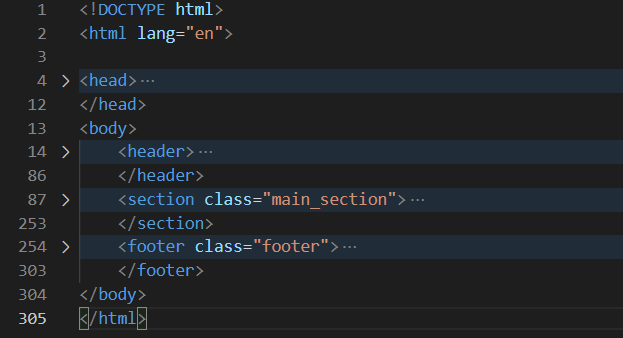 1 <!DOCTYPE html>
2 <html lang="en">
3
4 <head>⋯
12 </head>
13 <body>
14 <header>⋯
86 </header>
87 <section class="main_section">⋯
253 </section>
254 <footer class="footer">⋯
303 </footer>
304 </body>
305 </html>